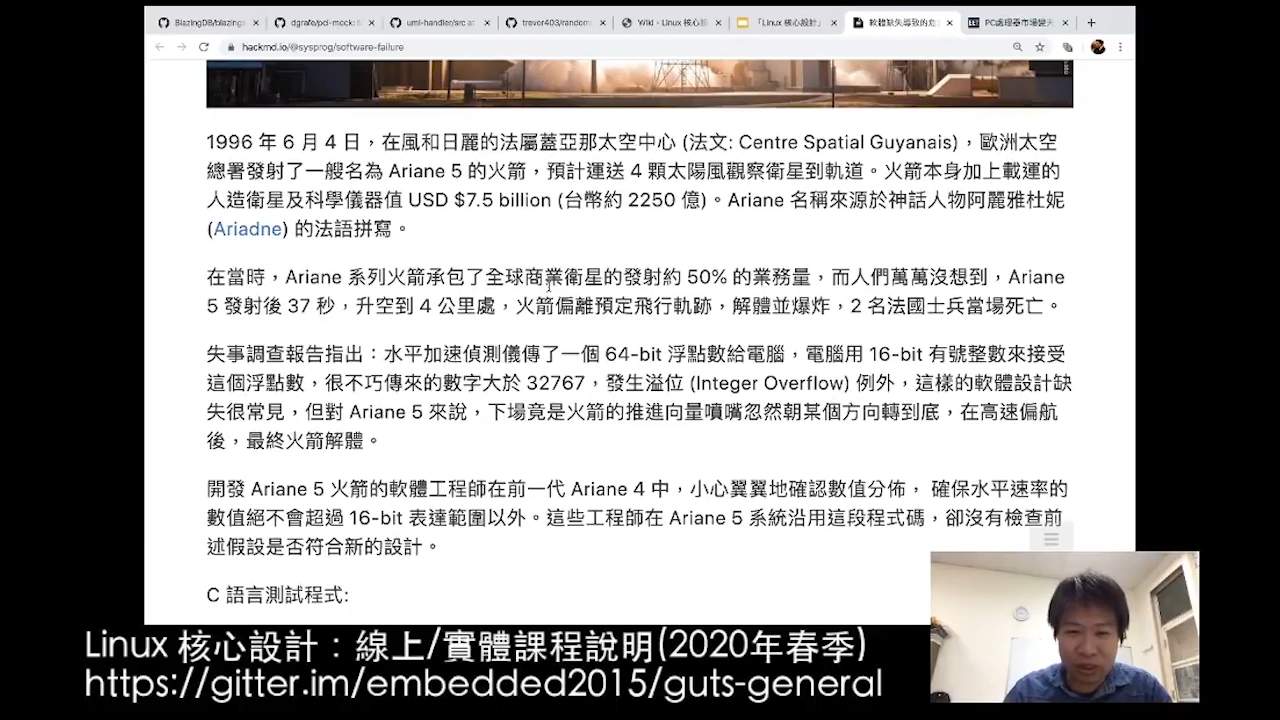 BlazingDB/blazings
dgrafe/pcl-mock:
uml-handler/src at
trevor403/random
Wiki - Linux 核心設
「Linux 核心設計」
軟體缺失導致的危
PC處理器市場變天
hackmd.io/@sysprog/software-failure
1996 年 6 月 4 日，在風和日麗的法屬蓋亞那太空中心 (法文: Centre Spatial Guyanais)，歐洲太空
總署發射了一艘名為 Ariane 5 的火箭，預計運送 4 顆太陽風觀察衛星到軌道。火箭本身加上載運的
人造衛星及科學儀器值 USD $7.5 billion (台幣約 2250 億)。Ariane 名稱來源於神話人物阿麗雅杜妮
(Ariadne) 的法語拼寫。
在當時，Ariane 系列火箭承包了全球商業衛星的發射約 50% 的業務量，而人們萬萬沒想到，Ariane
5 發射後 37 秒，升空到 4 公里處，火箭偏離預定飛行軌跡，解體並爆炸，2 名法國士兵當場死亡。
失事調查報告指出：水平加速偵測儀傳了一個 64-bit 浮點數給電腦，電腦用 16-bit 有號整數來接受
這個浮點數，很不巧傳來的數字大於 32767，發生溢位 (Integer Overflow) 例外，這樣的軟體設計缺
失很常見，但對 Ariane 5 來說，下場竟是火箭的推進向量噴嘴忽然朝某個方向轉到底，在高速偏航
後，最終火箭解體。
開發 Ariane 5 火箭的軟體工程師在前一代 Ariane 4 中，小心翼翼地確認數值分佈， 確保水平速率的
數值絕不會超過 16-bit 表達範圍以外。這些工程師在 Ariane 5 系統沿用這段程式碼，卻沒有檢查前
述假設是否符合新的設計。
C 語言測試程式:
Linux 核心設計：線上/實體課程說明(2020年春季)
https://gitter.im/embedded2015/guts-general